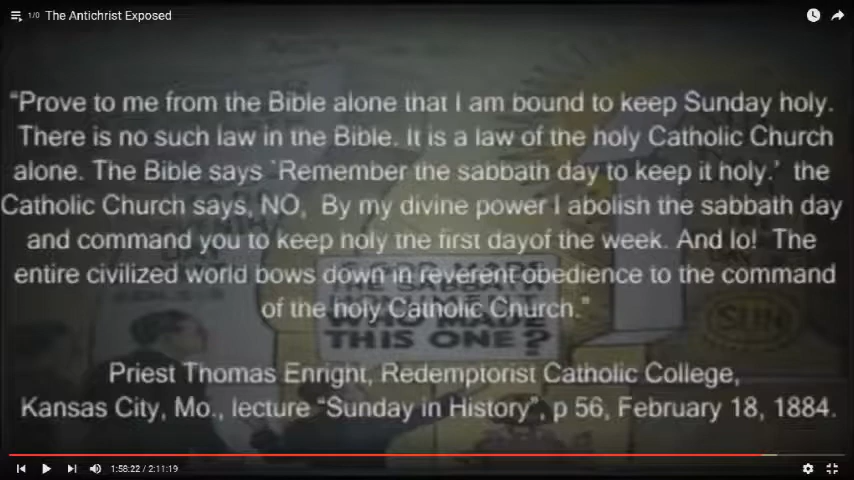 1/0 The Antichrist Exposed
“Prove to me from the Bible alone that I am bound to keep Sunday holy.
There is no such law in the Bible. It is a law of the holy Catholic Church
alone. The Bible says `Remember the sabbath day to keep it holy.’ the
Catholic Church says, NO, By my divine power I abolish the sabbath day
and command you to keep holy the first dayof the week. And lo! The
entire civilized world bows down in reverent obedience to the command
of the holy Catholic Church.”
THE SABBATH
MONUMENT
WHO MADE
THIS ONE?
SUN
Priest Thomas Enright, Redemptorist Catholic College,
Kansas City, Mo., lecture “Sunday in History”, p 56, February 18, 1884.
1:58:22 / 2:11:19